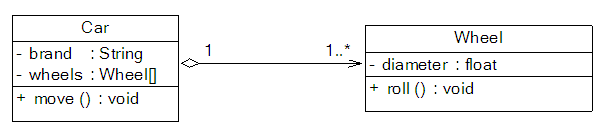 Car
- brand : String
- wheels : Wheel[]
+ move () : void
1
1..*
Wheel
- diameter : float
+ roll () : void